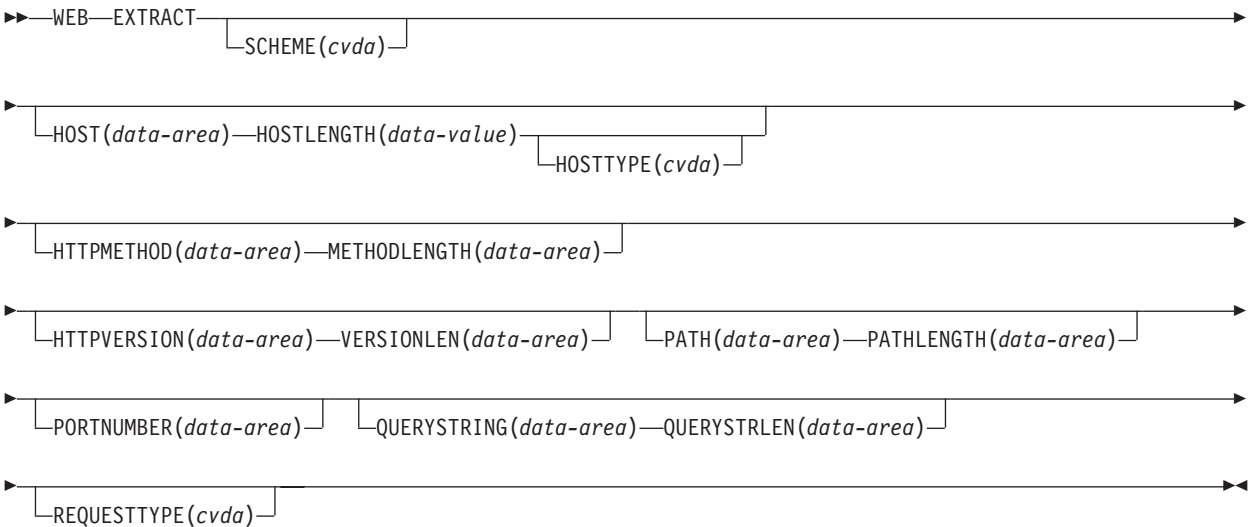 WEB EXTRACT
SCHEME(cvda)
HOST(data-area) HOSTLENGTH(data-value)
HOSTTYPE(cvda)
HTTPMETHOD(data-area) METHODLENGTH(data-area)
HTTPVERSION(data-area) VERSIONLEN(data-area) PATH(data-area) PATHLENGTH(data-area)
PORTNUMBER(data-area) QUERYSTRING(data-area) QUERYSTRLEN(data-area)
REQUESTTYPE(cvda)